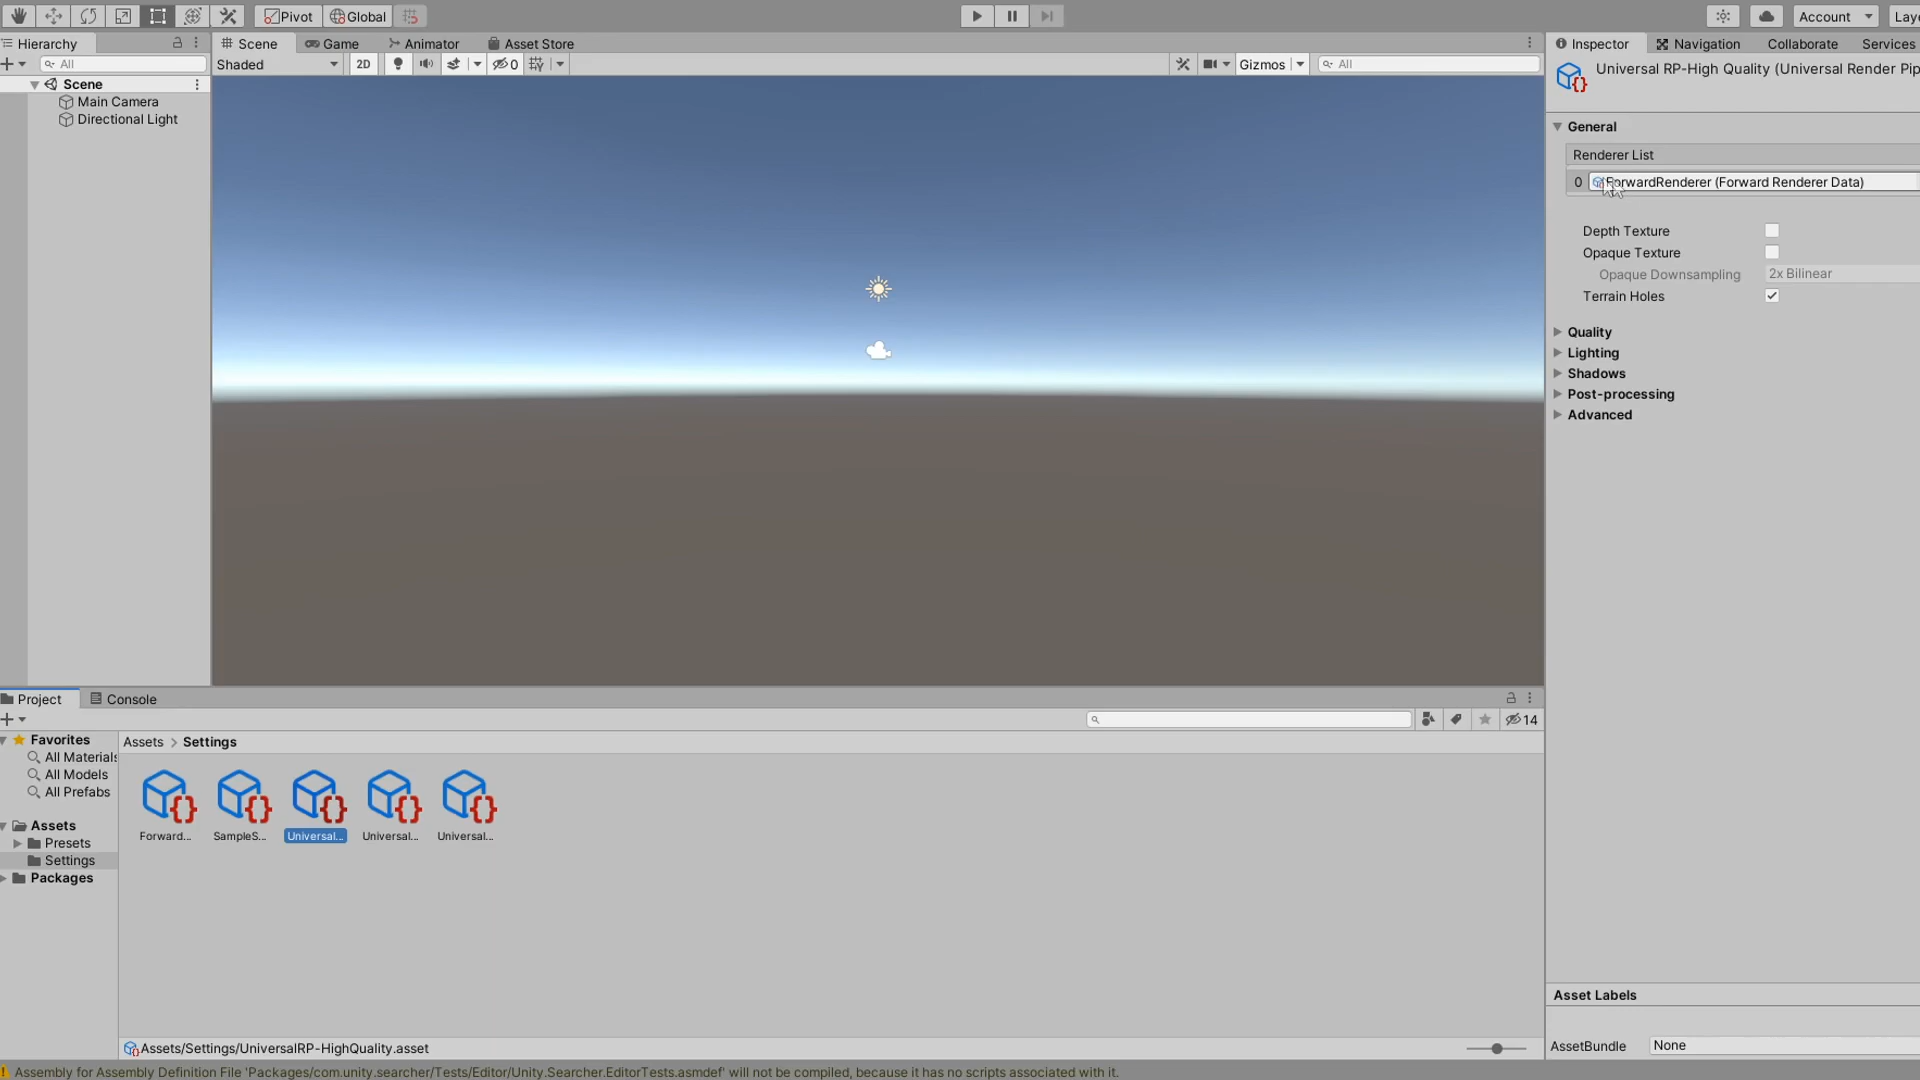 Pivot
Global
Account
Laye
Hierarchy
Scene
Game
Animator
Asset Store
Inspector
Navigation
Collaborate
Services
All
Shaded
2D
0
Gizmos
All
Scene
Main Camera
Directional Light
Universal RP-High Quality (Universal Render Pip
General
Renderer List
0
ForwardRenderer (Forward Renderer Data)
Depth Texture
Opaque Texture
Opaque Downsampling
2x Bilinear
Terrain Holes
Quality
Lighting
Shadows
Post-processing
Advanced
Project
Console
14
Favorites
All Materials
All Models
All Prefabs
Assets
Presets
Settings
Packages
Assets > Settings
Forward...
SampleS...
Universal...
Universal...
Universal...
Assets/Settings/UniversalRP-HighQuality.asset
Asset Labels
AssetBundle
None
Assembly for Assembly Definition File 'Packages/com.unity.searcher/Tests/Editor/Unity.Searcher.EditorTests.asmdef' will not be compiled, because it has no scripts associated with it.